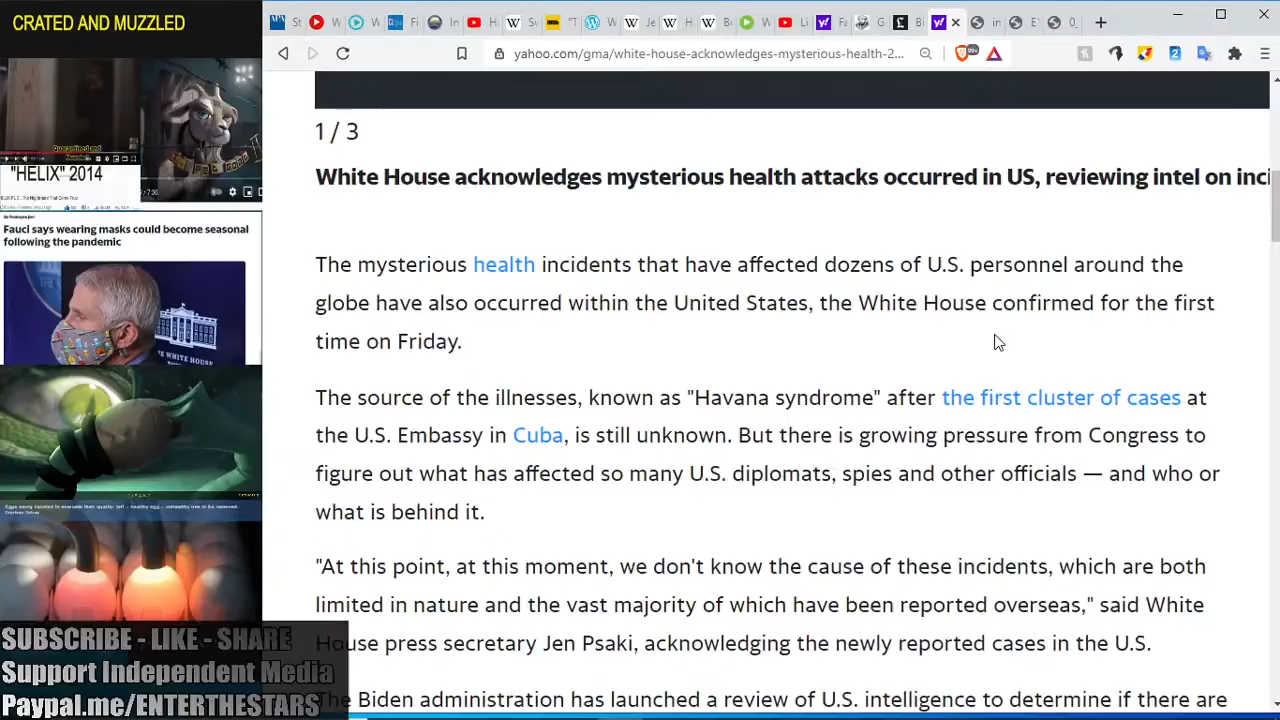 CRATED AND MUZZLED
"HELIX" 2014
Fauci says wearing masks could become seasonal
following the pandemic
SUBSCRIBE - LIKE - SHARE
Support Independent Media
Paypal.me/ENTERTHESTARS
yahoo.com/gma/white-house-acknowledges-mysterious-health-2...
1 / 3
White House acknowledges mysterious health attacks occurred in US, reviewing intel on inci
The mysterious health incidents that have affected dozens of U.S. personnel around the
globe have also occurred within the United States, the White House confirmed for the first
time on Friday.
The source of the illnesses, known as "Havana syndrome" after the first cluster of cases at
the U.S. Embassy in Cuba, is still unknown. But there is growing pressure from Congress to
figure out what has affected so many U.S. diplomats, spies and other officials — and who or
what is behind it.
"At this point, at this moment, we don't know the cause of these incidents, which are both
limited in nature and the vast majority of which have been reported overseas," said White
House press secretary Jen Psaki, acknowledging the newly reported cases in the U.S.
The Biden administration has launched a review of U.S. intelligence to determine if there are